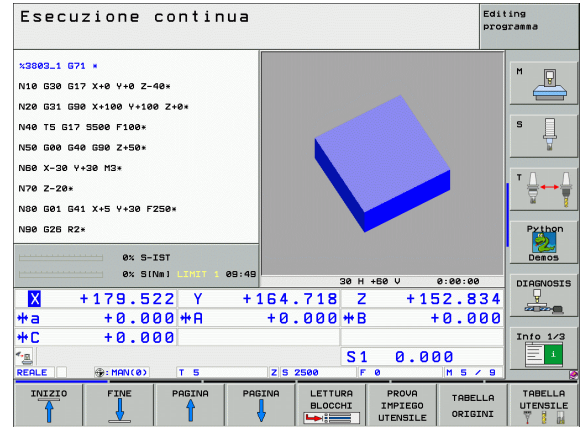 Esecuzione continua
Editing
programma
%3803_1 G71 *
N10 G30 G17 X+0 Y+0 Z-40*
N20 G31 G90 X+100 Y+100 Z+0*
N40 T5 G17 S500 F100*
N50 G00 G40 G90 Z+50*
N60 X-30 Y+30 M3*
N70 Z-20*
N80 G01 G41 X+5 Y+30 F250*
N90 G26 R2*
0% S-IST
0% S[Nm] LIMIT 1 09:49
30 H +60 V 0:00:00
X +179.522 Y +164.718 Z +152.834
a +0.000 A +0.000 B +0.000
C +0.000
S1 0.000
REALE : MAN(0) T 5 Z S 2500 F 0 M 5 / 9
M
S
T
Python
Demos
DIAGNOSIS
Info 1/3
INIZIO
FINE
PAGINA
PAGINA
LETTURA
BLOCCHI
PROVA
IMPIEGO
UTENSILE
TABELLA
ORIGINI
TABELLA
UTENSILE